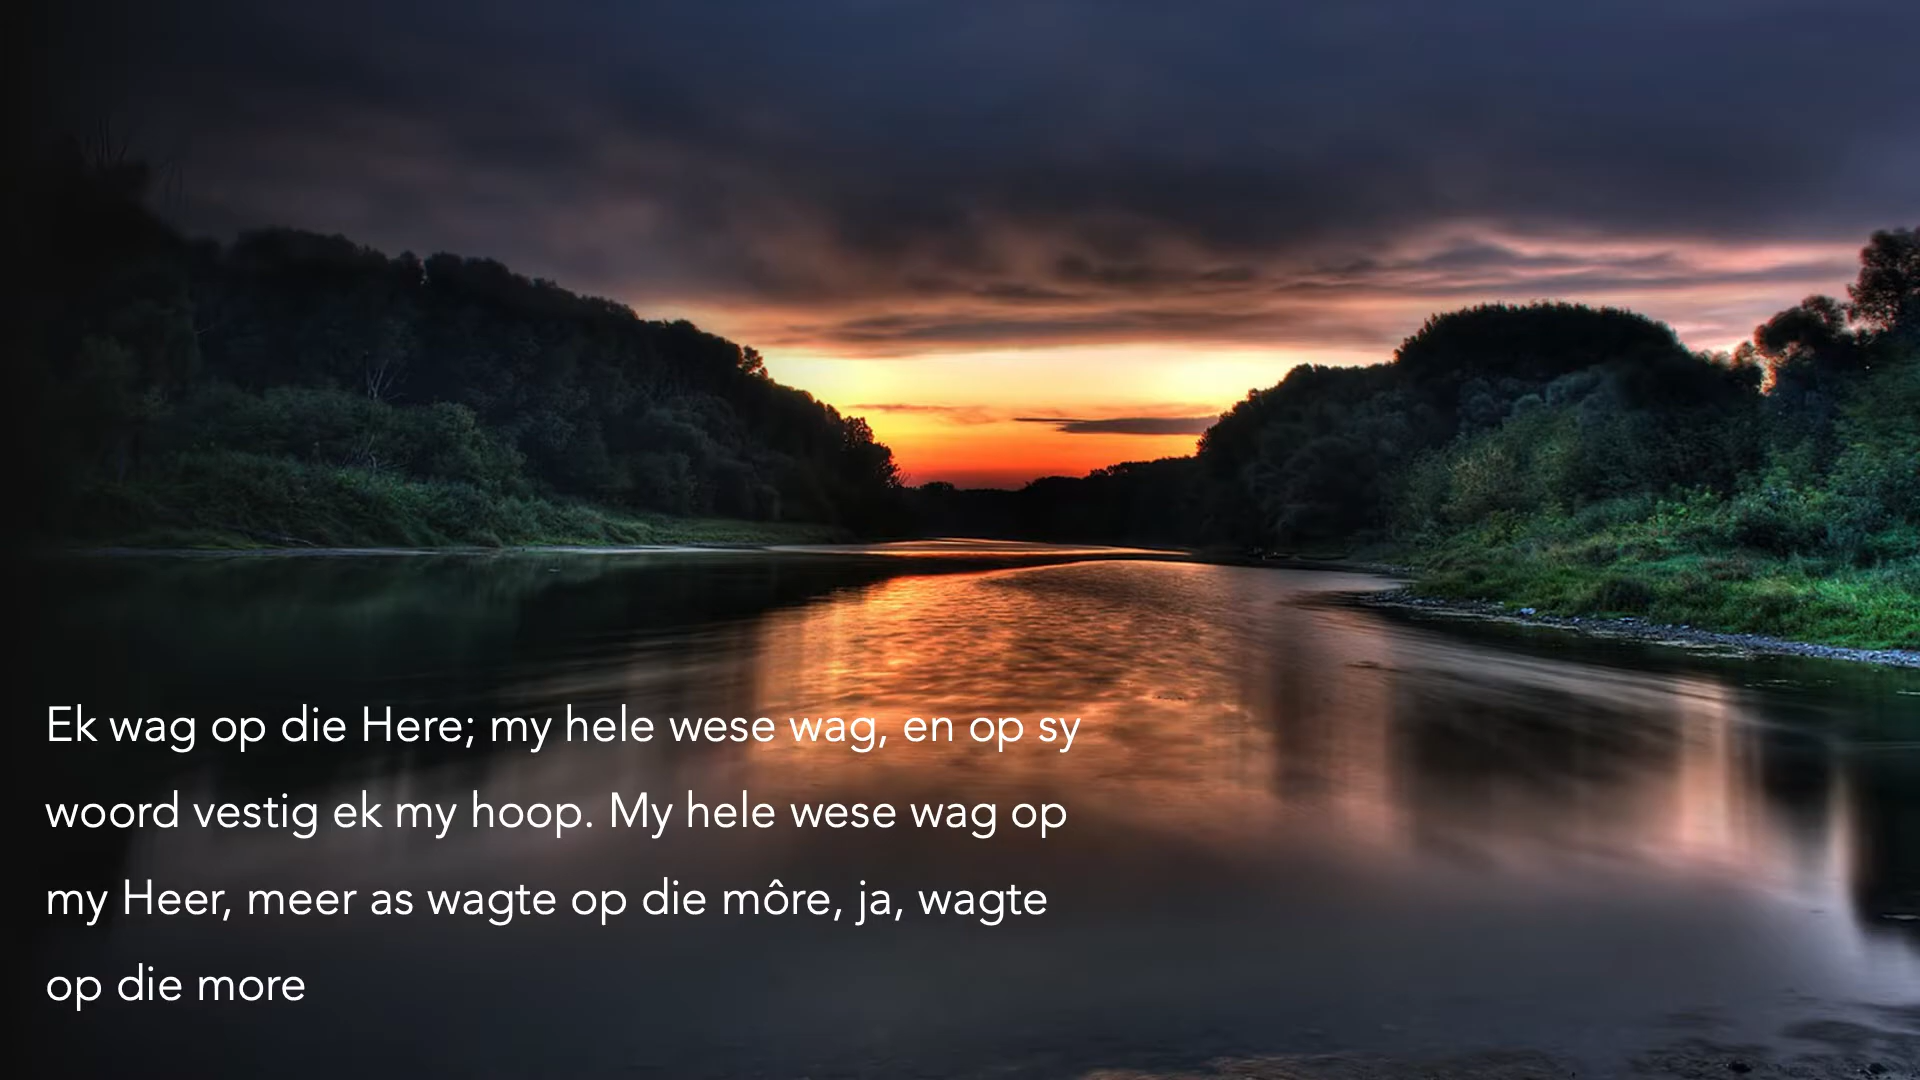 Ek wag op die Here; my hele wese wag, en op sy
woord vestig ek my hoop. My hele wese wag op
my Heer, meer as wagte op die môre, ja, wagte
op die more